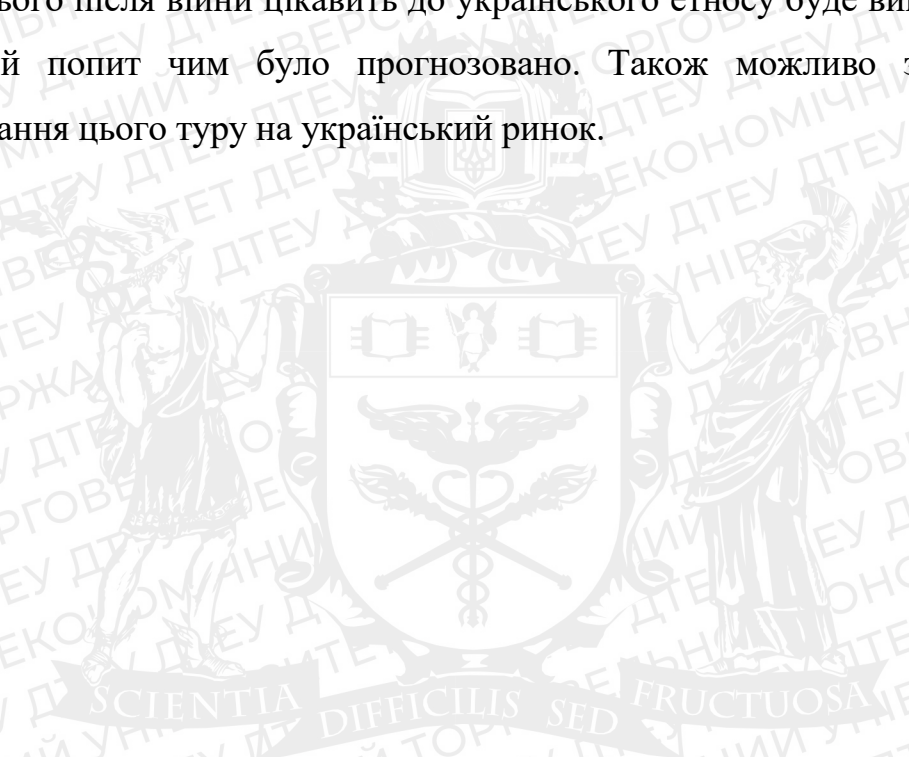 ього після війни цікавить до українського етносу буде ви
й попит чим було прогнозовано. Також можливо з
ання цього туру на український ринок.
SCIENTIA DIFFICILIS SED FRUCTUOSA